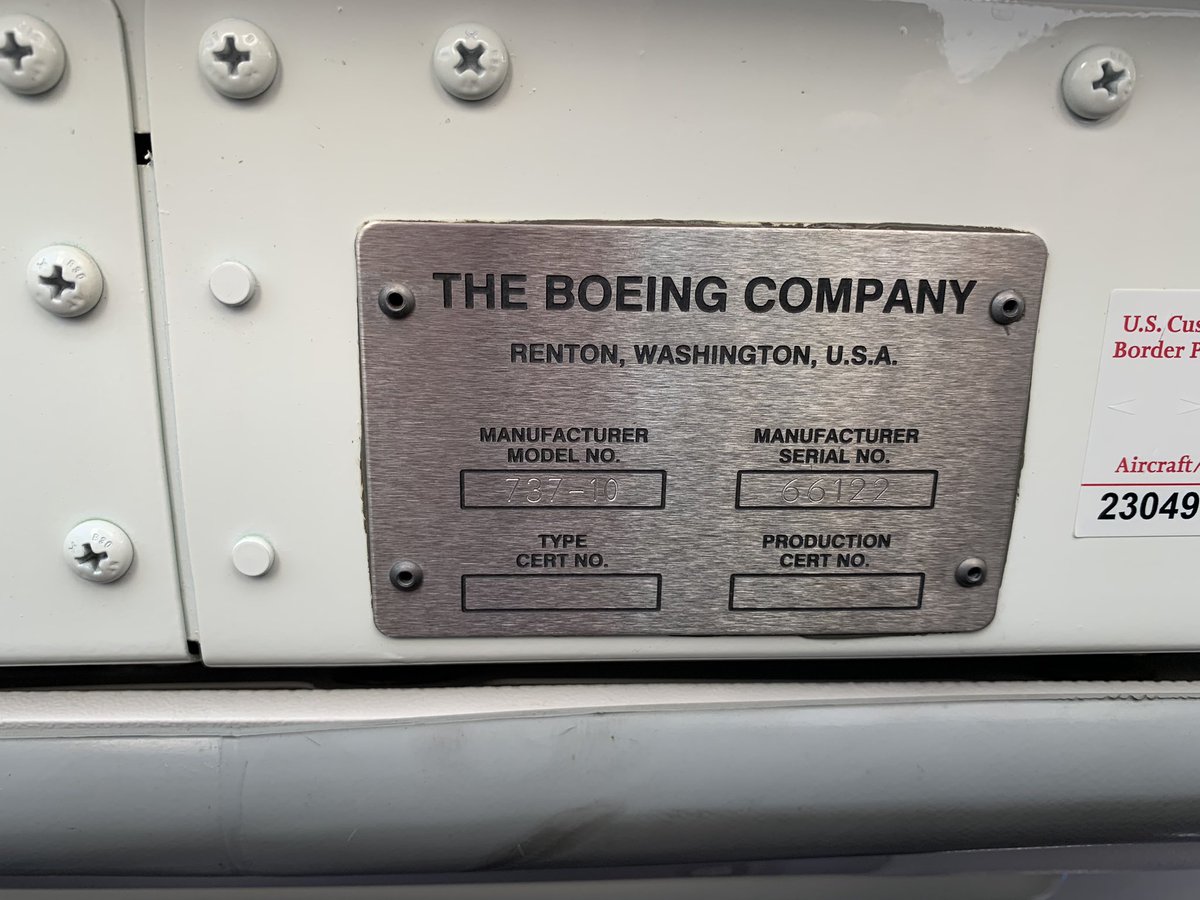 THE BOEING COMPANY
RENTON, WASHINGTON, U.S.A.
MANUFACTURER
MODEL NO.
737-10
MANUFACTURER
SERIAL NO.
66122
TYPE
CERT NO.
PRODUCTION
CERT NO.
U.S. Cus
Border P
Aircraft/
23049